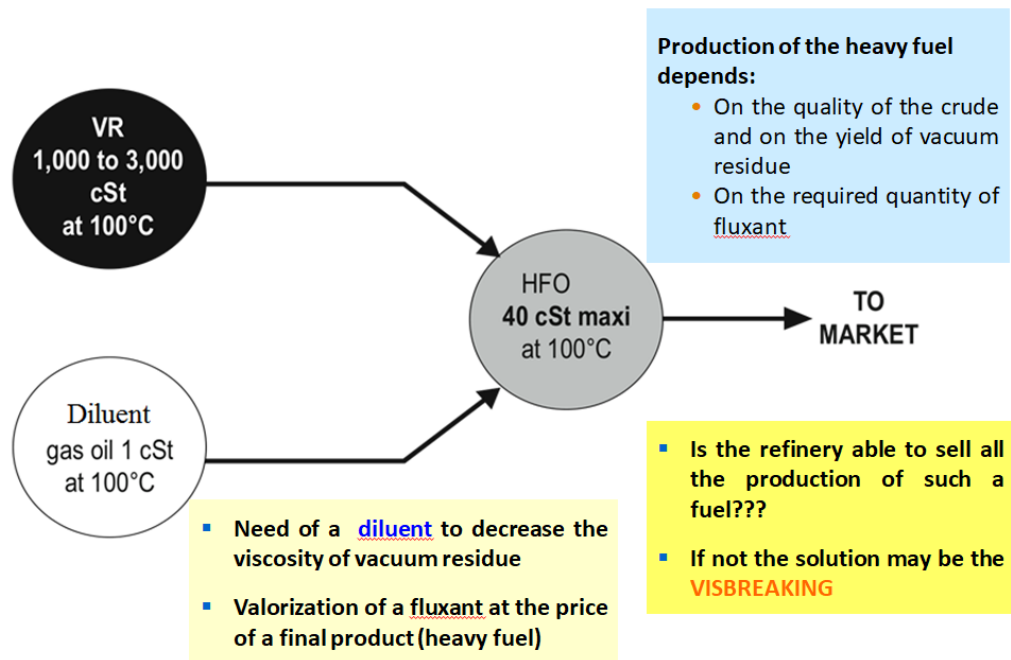 VR
1,000 to 3,000
cSt
at 100°C
Diluent
gas oil 1 cSt
at 100°C
HFO
40 cSt maxi
at 100°C
TO
MARKET
Production of the heavy fuel
depends:
• On the quality of the crude
and on the yield of vacuum
residue
• On the required quantity of
fluxant
▪ Need of a diluent to decrease the
viscosity of vacuum residue
▪ Valorization of a fluxant at the price
of a final product (heavy fuel)
▪ Is the refinery able to sell all
the production of such a
fuel???
▪ If not the solution may be the
VISBREAKING